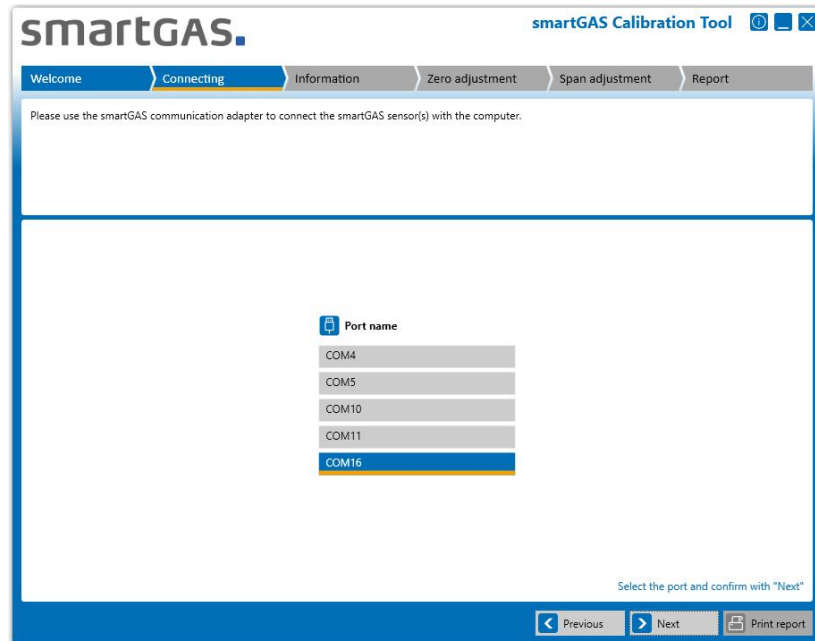 smartGAS.
smartGAS Calibration Tool
Welcome
Connecting
Information
Zero adjustment
Span adjustment
Report
Please use the smartGAS communication adapter to connect the smartGAS sensor(s) with the computer.
Port name
COM4
COM5
COM10
COM11
COM16
Select the port and confirm with "Next"
Previous
Next
Print report